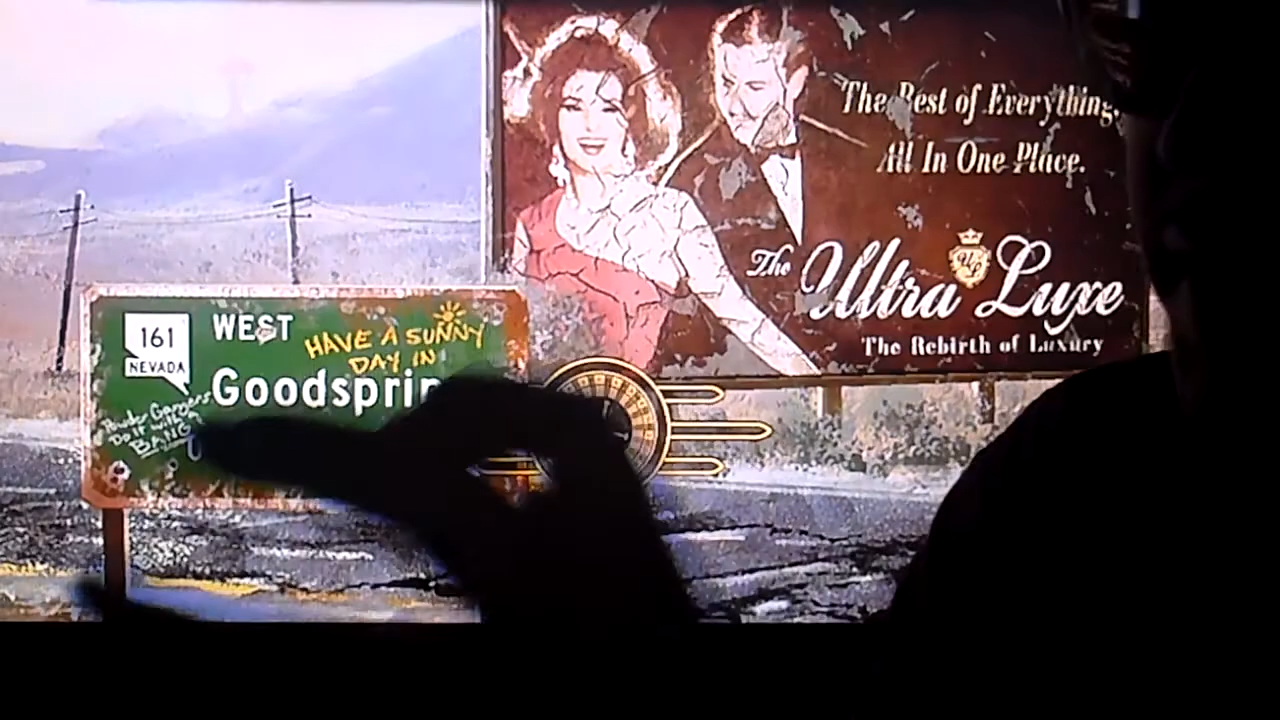 161
NEVADA
WEST
HAVE A SUNNY
DAY IN
Goodsprin
Powder Gangers
Do it with a
BANG
The Best of Everything,
All In One Place.
The Ultra Luxe
UL
The Rebirth of Luxury